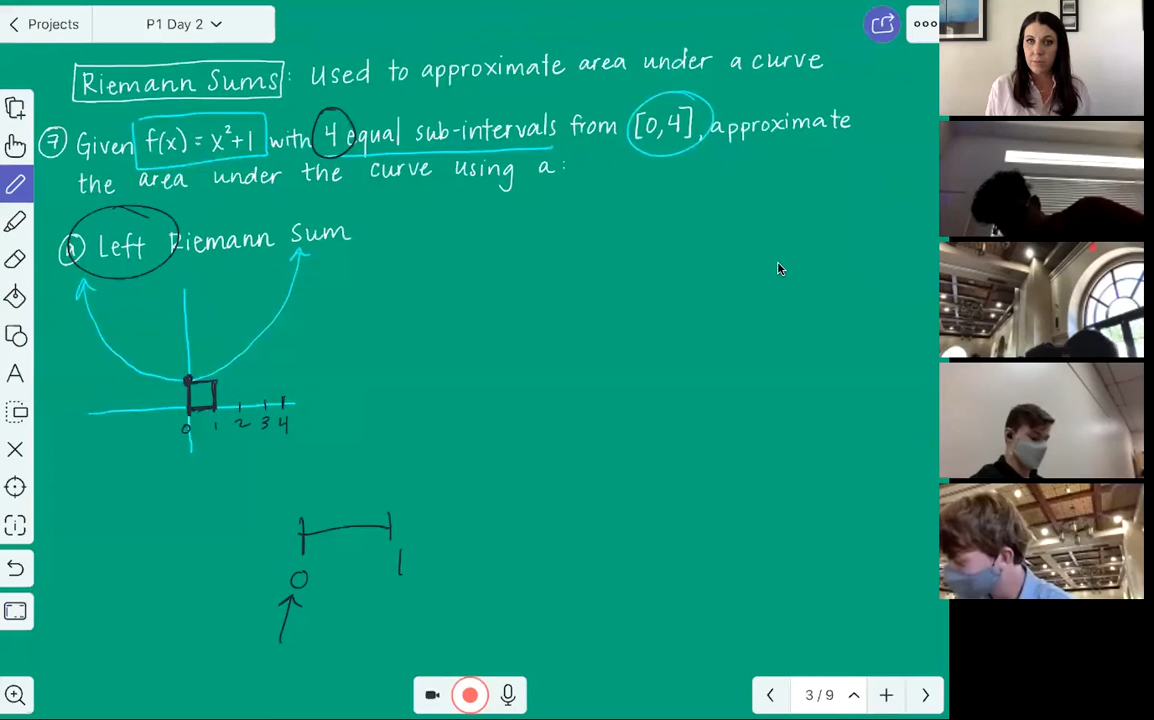 Projects
P1 Day 2
Riemann Sums: Used to approximate area under a curve
7 Given f(x) = x²+1 with 4 equal sub-intervals from [0,4], approximate
the area under the curve using a:
a Left Riemann Sum
0 1 2 3 4
0 1
A
3 / 9